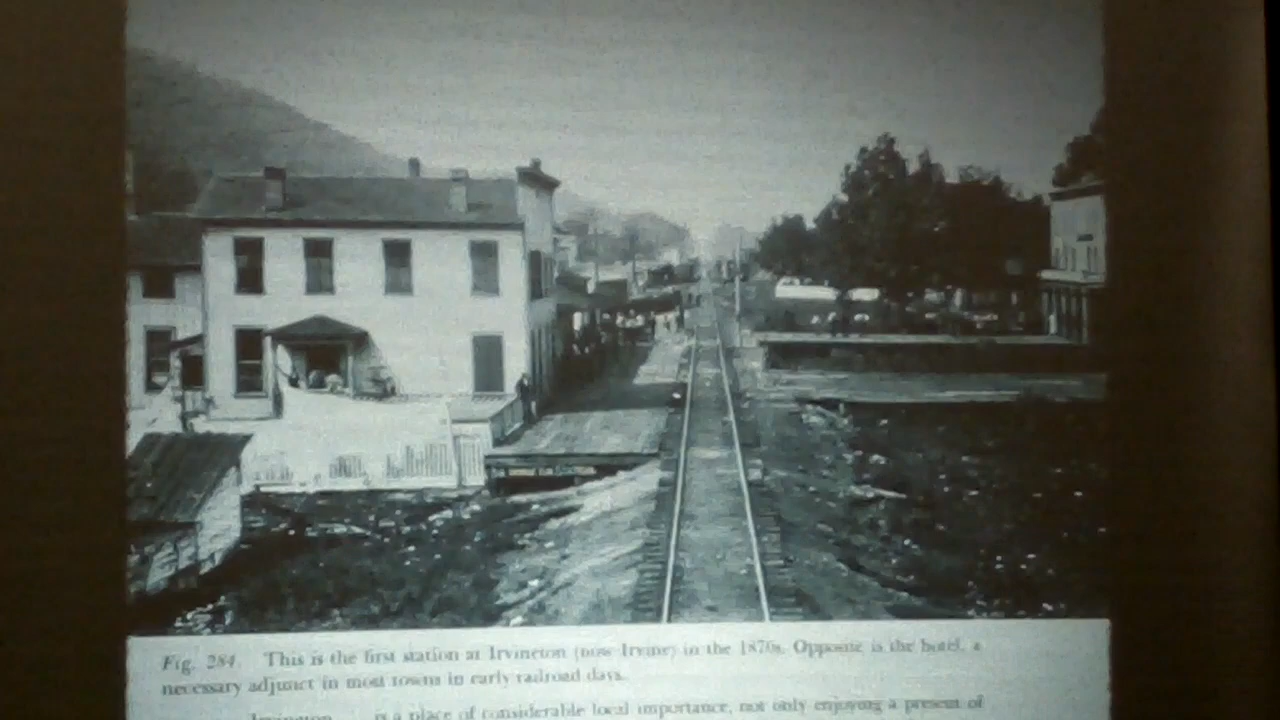 Fig. 284. This is the first station at Irvineton (now Irvine) in the 1870s. Opposite is the hotel, a
necessary adjunct in most towns in early railroad days.
Irvineton is a place of considerable local importance, not only enjoying a present of